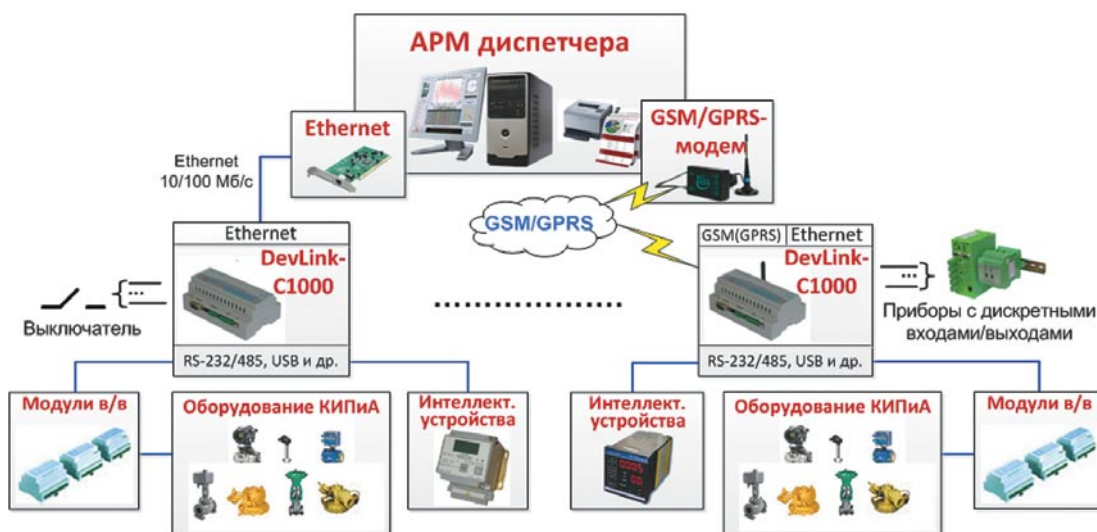 АРМ диспетчера
Ethernet
GSM/GPRS-
модем
Ethernet
10/100 Мб/с
GSM/GPRS
Ethernet
DevLink-
C1000
RS-232/485, USB и др.
Выключатель
GSM(GPRS) Ethernet
DevLink-
C1000
RS-232/485, USB и др.
Приборы с дискретными
входами/выходами
Модули в/в
Оборудование КИПиА
Интеллект.
устройства
Интеллект.
устройства
Оборудование КИПиА
Модули в/в